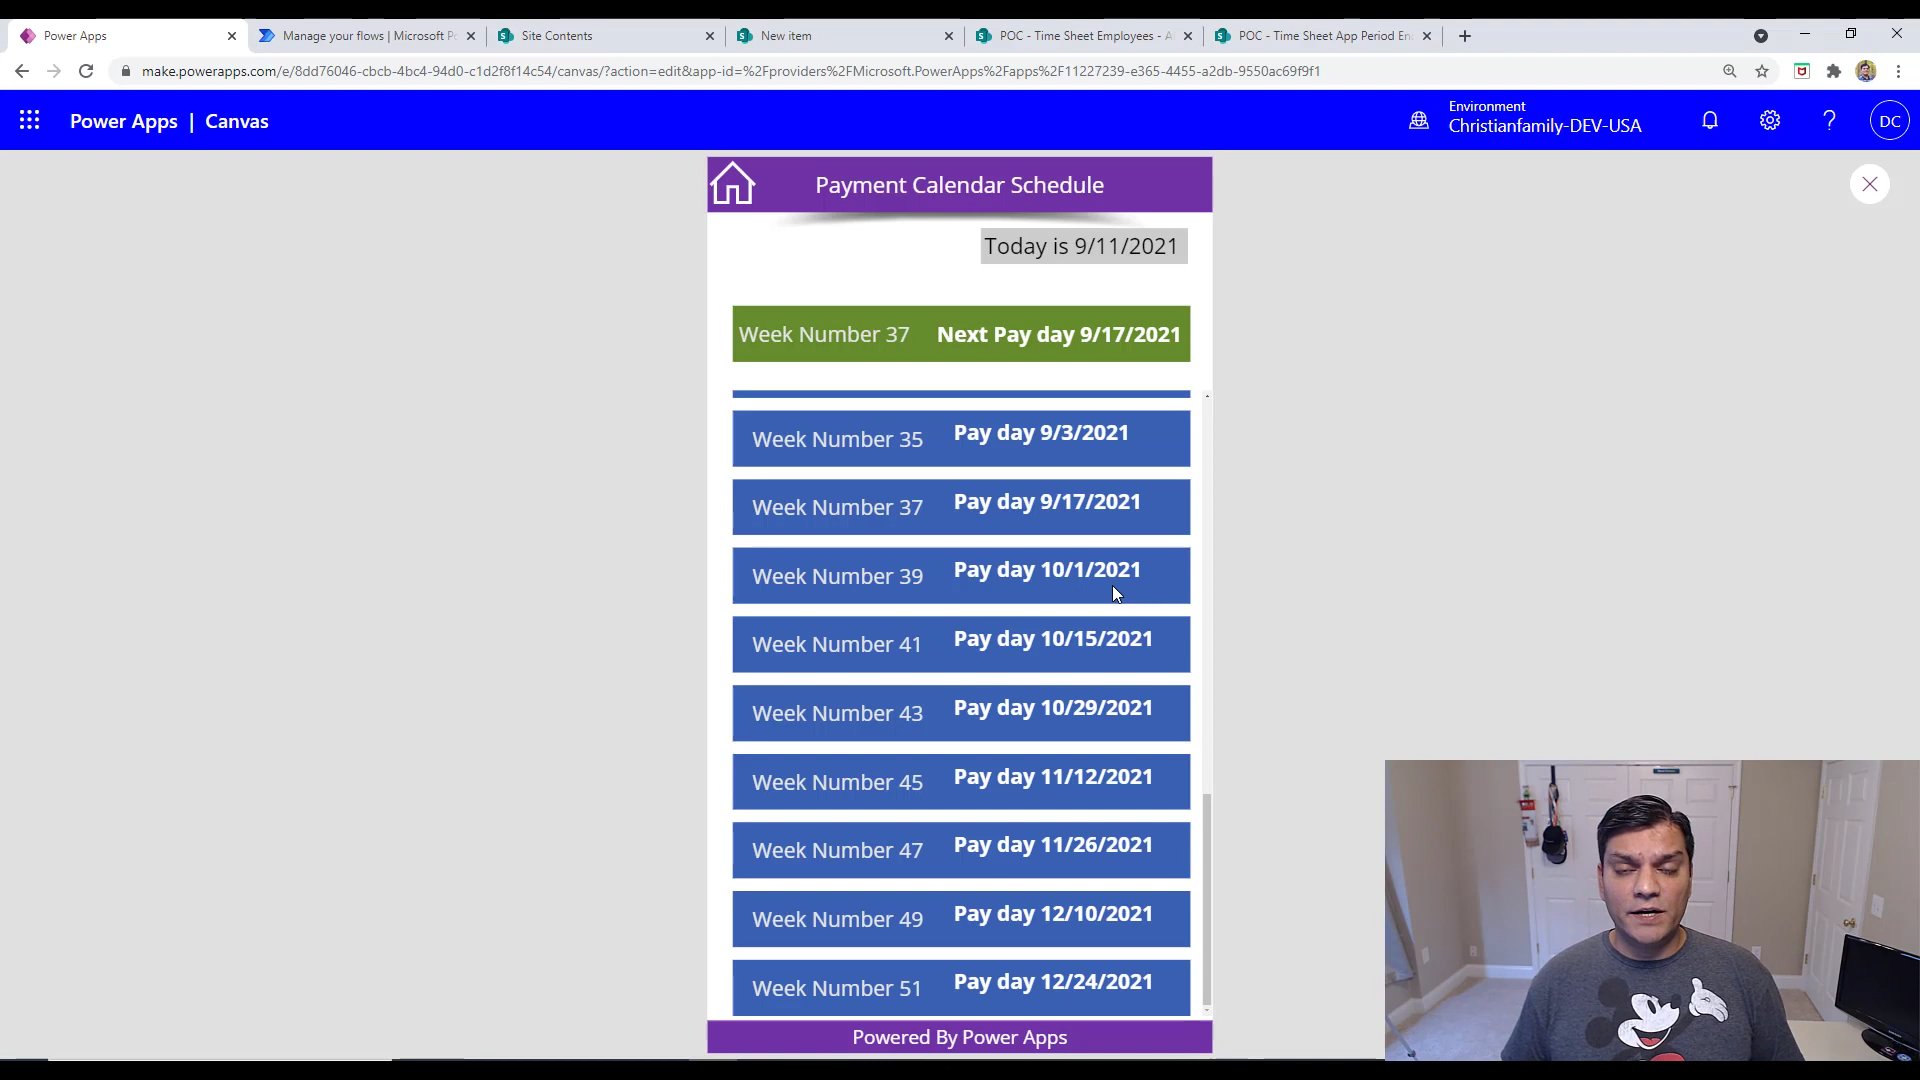 Power Apps
Manage your flows | Microsoft Po
Site Contents
New item
POC - Time Sheet Employees - A
POC - Time Sheet App Period En
make.powerapps.com/e/8dd76046-cbcb-4bc4-94d0-c1d2f8f14c54/canvas/?action=edit&app-id=%2Fproviders%2FMicrosoft.PowerApps%2Fapps%2F11227239-e365-4455-a2db-9550ac69f9f1
Power Apps | Canvas
Environment
Christianfamily-DEV-USA
DC
Payment Calendar Schedule
Today is 9/11/2021
Week Number 37 Next Pay day 9/17/2021
Week Number 35 Pay day 9/3/2021
Week Number 37 Pay day 9/17/2021
Week Number 39 Pay day 10/1/2021
Week Number 41 Pay day 10/15/2021
Week Number 43 Pay day 10/29/2021
Week Number 45 Pay day 11/12/2021
Week Number 47 Pay day 11/26/2021
Week Number 49 Pay day 12/10/2021
Week Number 51 Pay day 12/24/2021
Powered By Power Apps